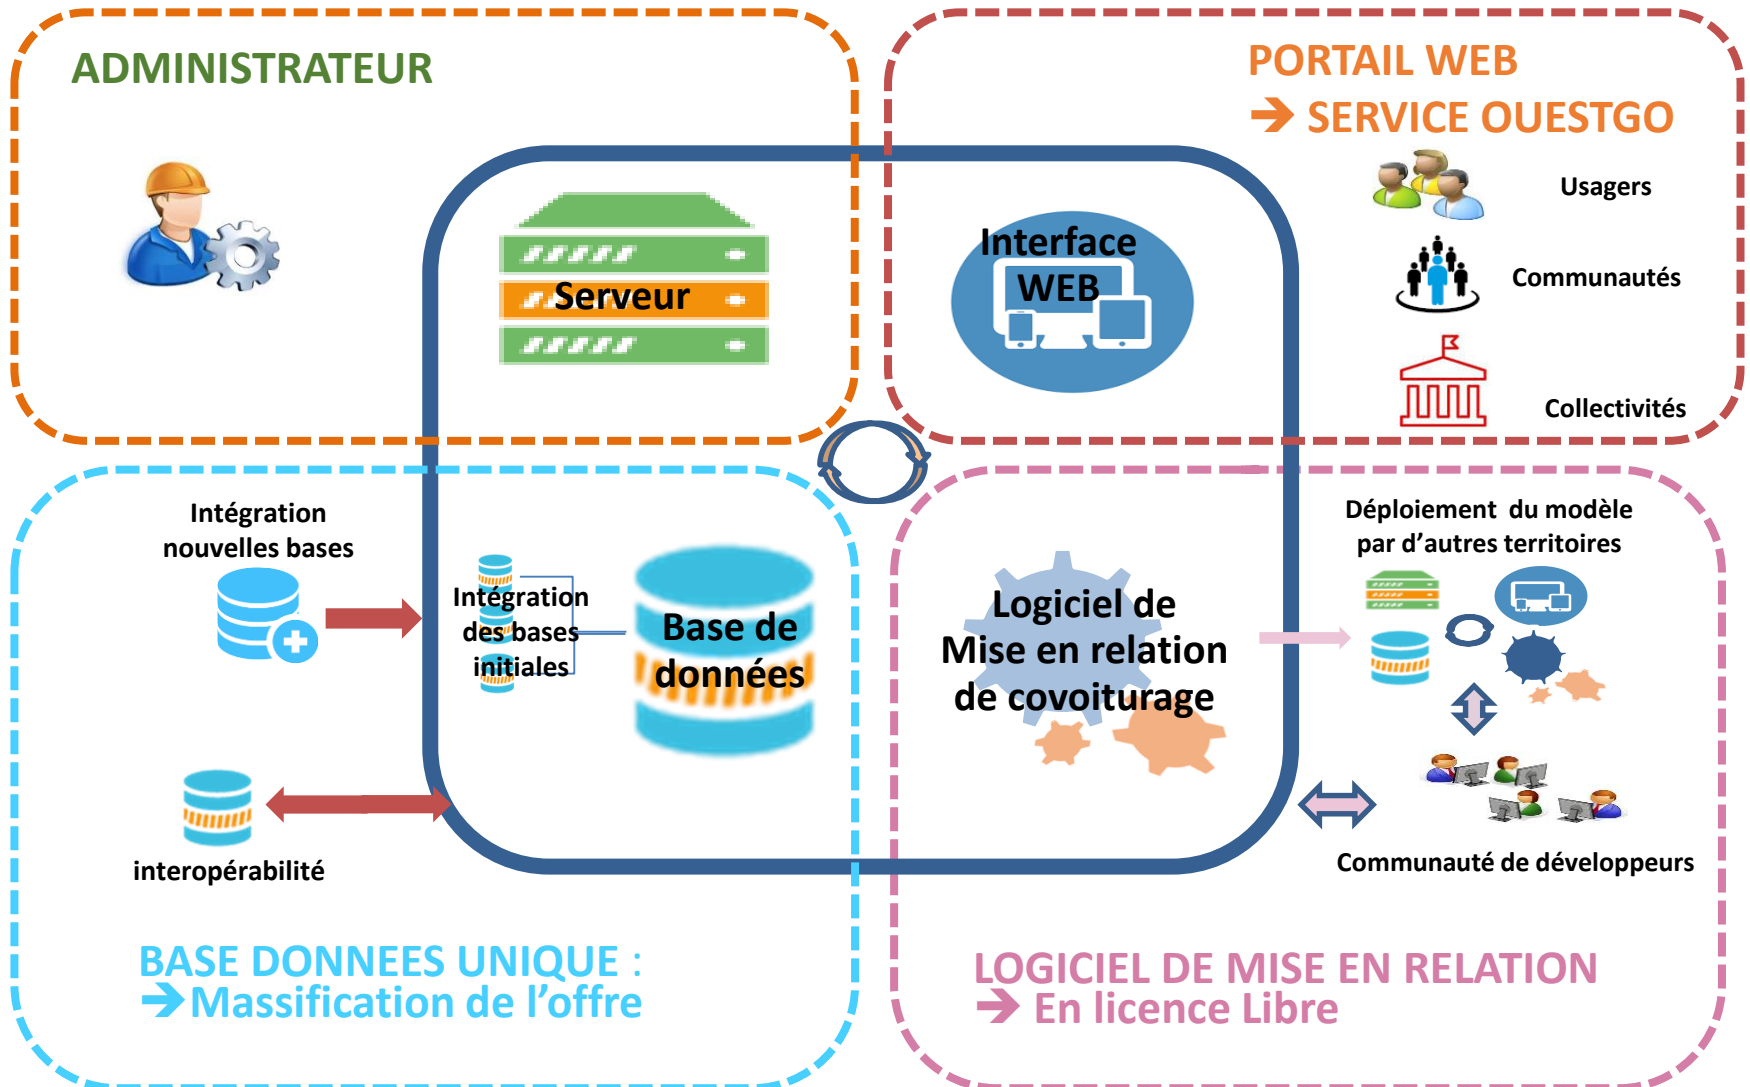 ADMINISTRATEUR
Serveur
PORTAIL WEB
➔ SERVICE OUESTGO
Interface
WEB
Usagers
Communautés
Collectivités
Intégration
nouvelles bases
Intégration
des bases
initiales
Base de
données
interopérabilité
BASE DONNEES UNIQUE :
➔Massification de l’offre
Logiciel de
Mise en relation
de covoiturage
Déploiement du modèle
par d’autres territoires
Communauté de développeurs
LOGICIEL DE MISE EN RELATION
➔ En licence Libre